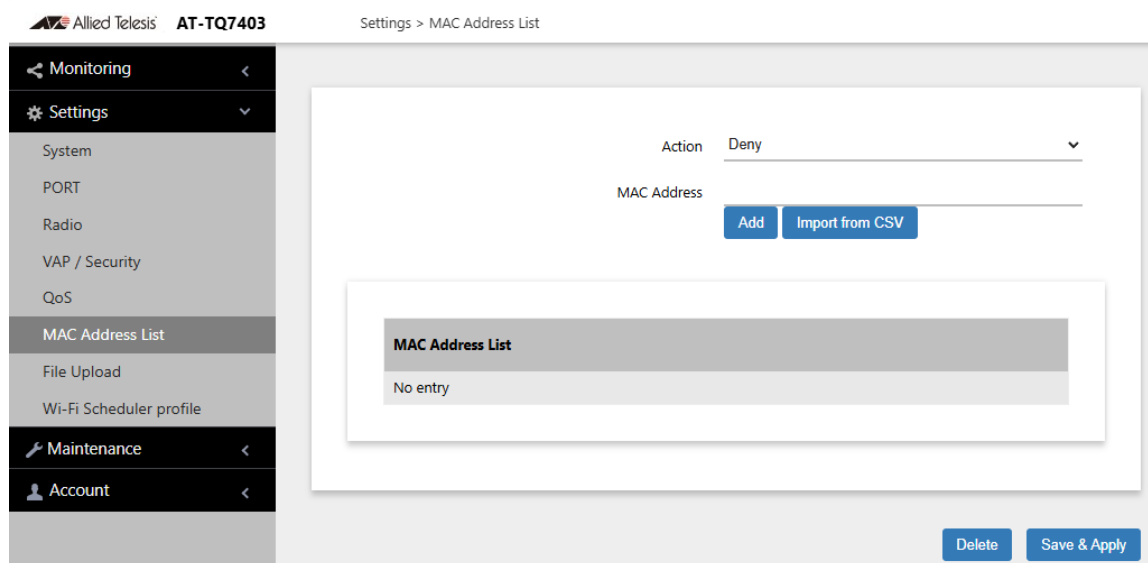 Allied Telesis AT-TQ7403 Settings > MAC Address List
Monitoring
Settings
System
PORT
Radio
VAP / Security
QoS
MAC Address List
File Upload
Wi-Fi Scheduler profile
Maintenance
Account
Action Deny
MAC Address
Add Import from CSV
MAC Address List
No entry
Delete Save & Apply